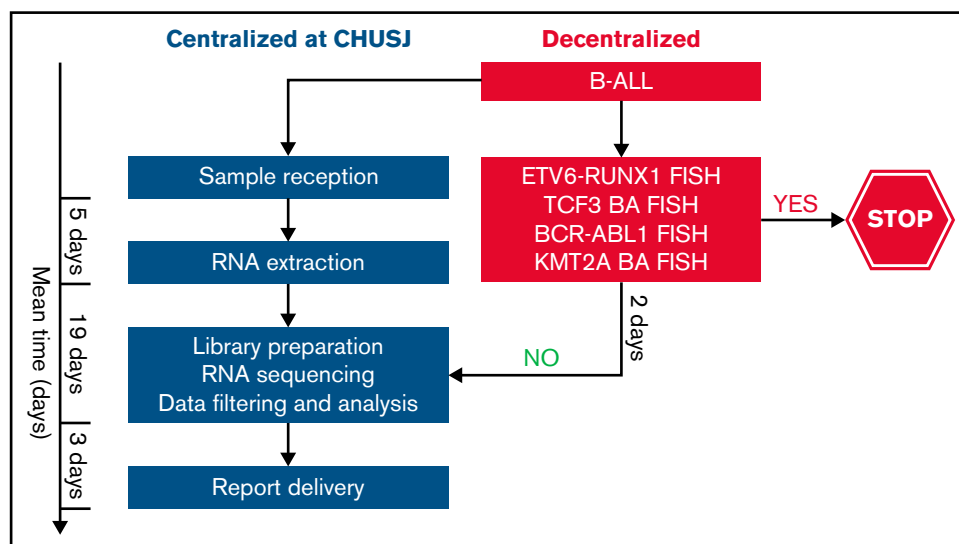 Centralized at CHUSJ
Decentralized
B-ALL
Sample reception
ETV6-RUNX1 FISH
TCF3 BA FISH
BCR-ABL1 FISH
KMT2A BA FISH
YES
STOP
RNA extraction
2 days
NO
Library preparation
RNA sequencing
Data filtering and analysis
Report delivery
Mean time (days)
5 days
19 days
3 days